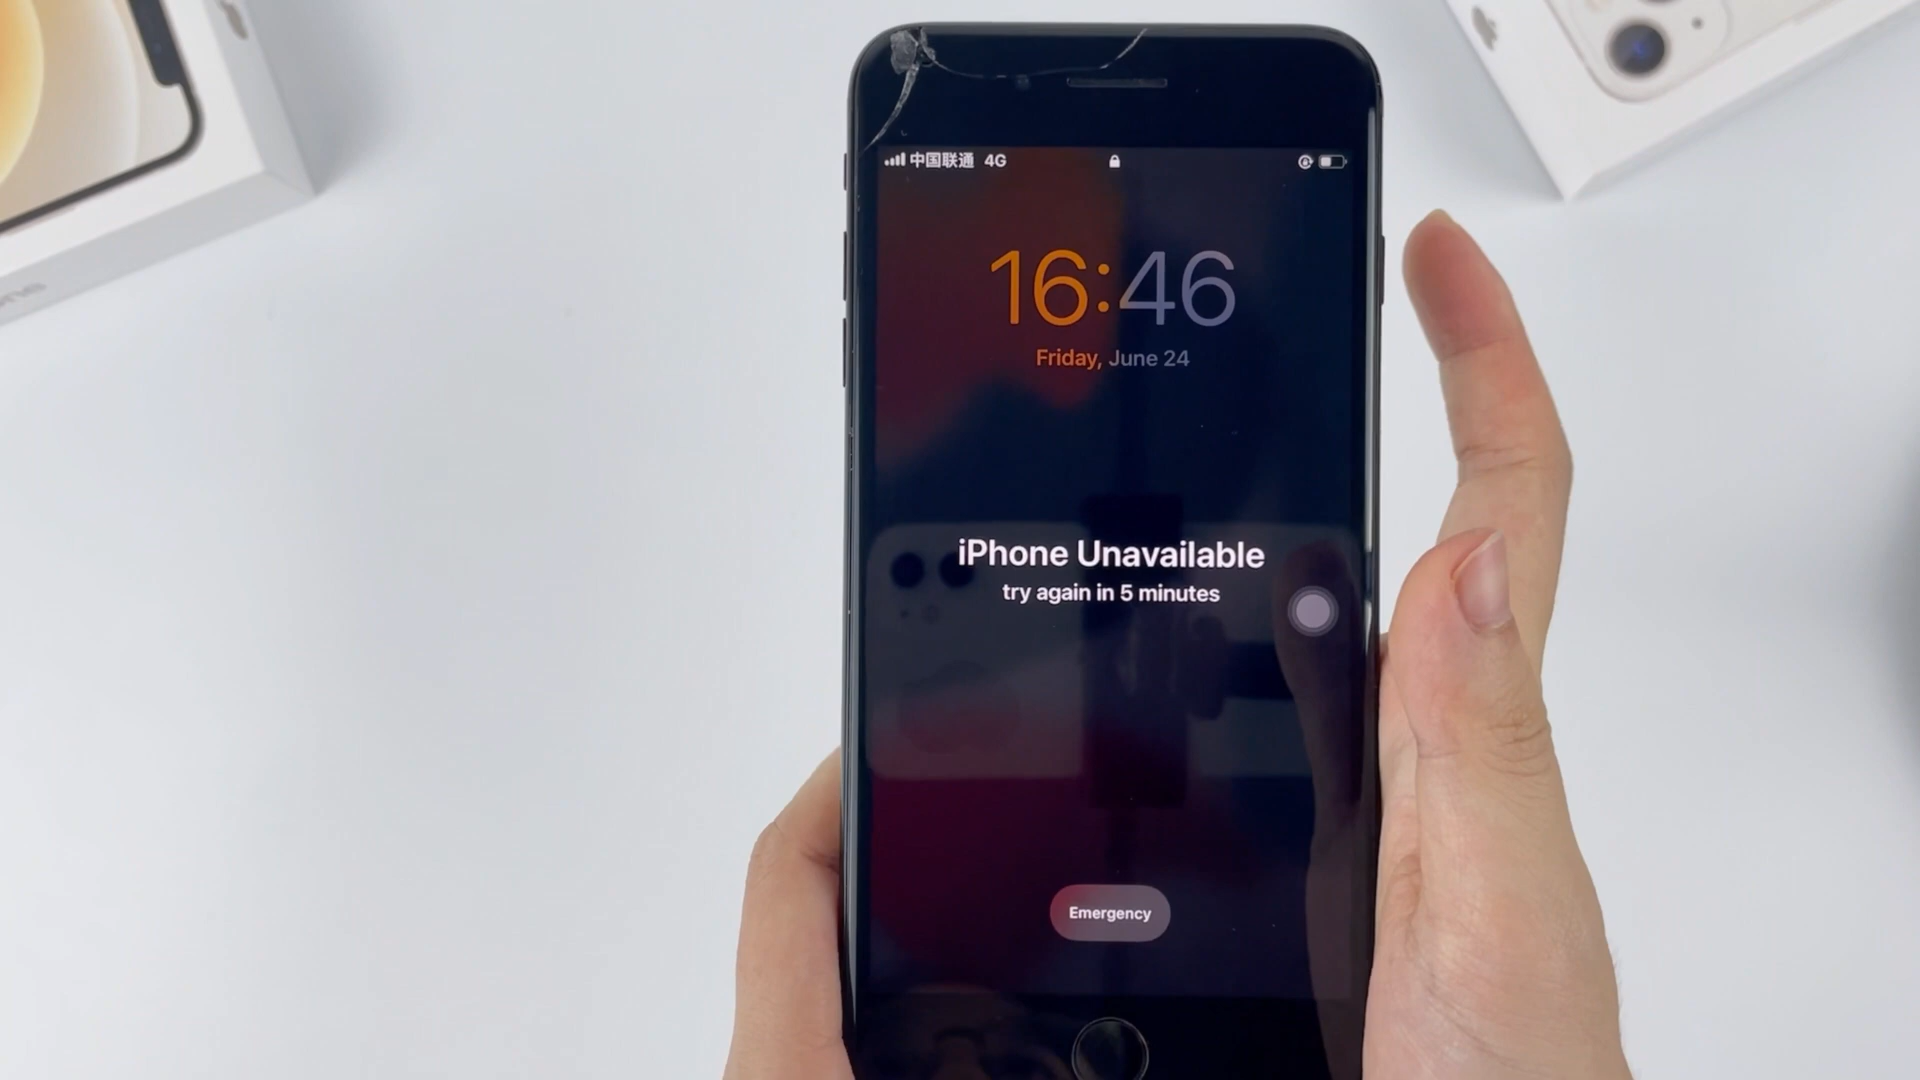 中国联通 4G
16:46
Friday, June 24
iPhone Unavailable
try again in 5 minutes
Emergency